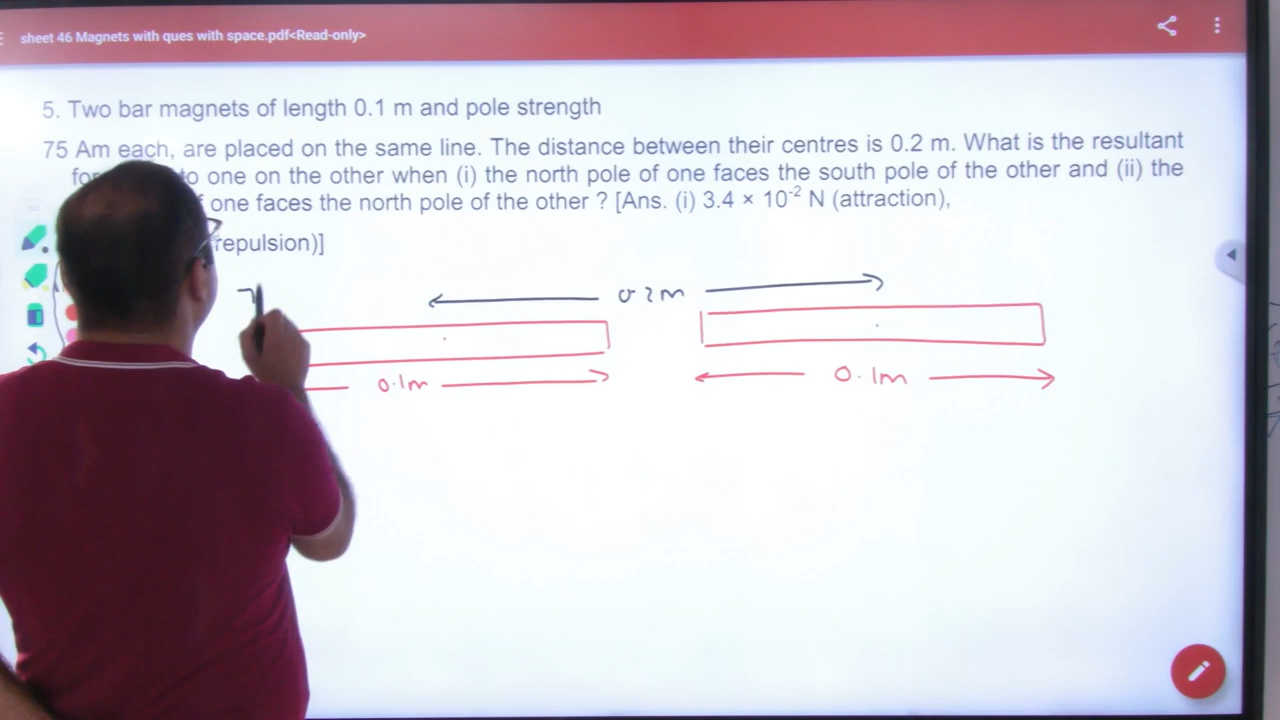 sheet 46 Magnets with ques with space.pdf<Read-only>
5. Two bar magnets of length 0.1 m and pole strength
75 Am each, are placed on the same line. The distance between their centres is 0.2 m. What is the resultant
to one on the other when (i) the north pole of one faces the south pole of the other and (ii) the
one faces the north pole of the other ? [Ans. (i) 3.4 × 10⁻² N (attraction),
repulsion)]
0.2m
0.1m
0.1m